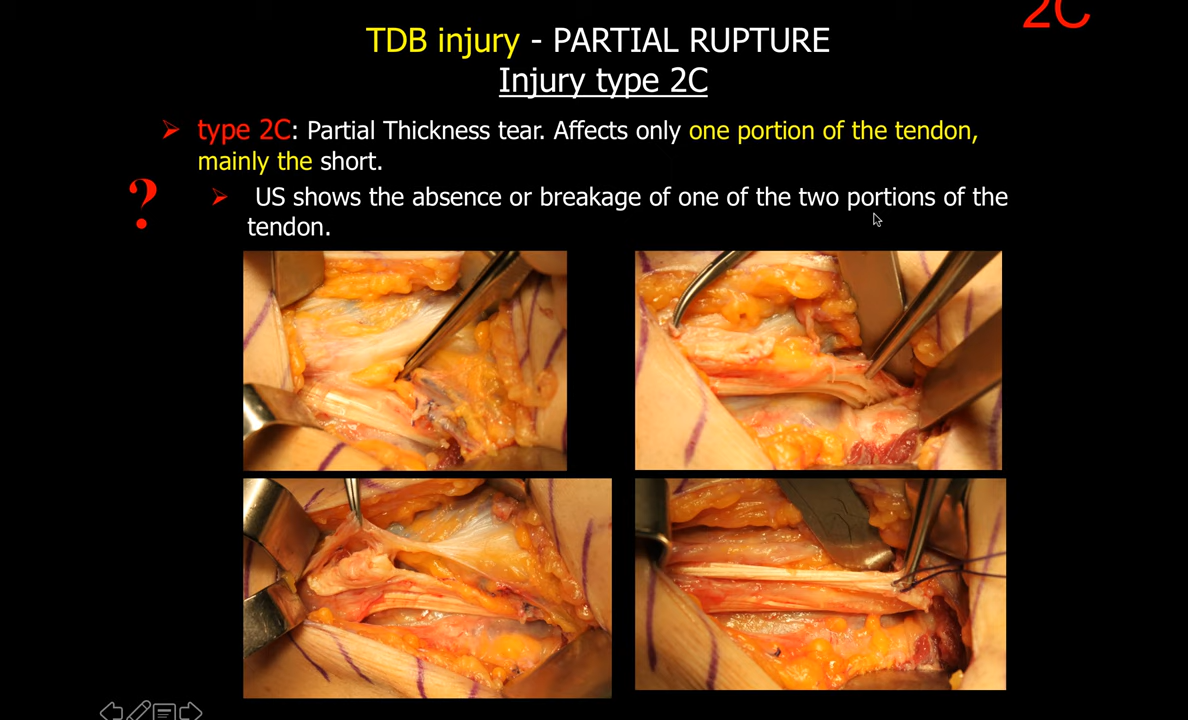 2C
TDB injury - PARTIAL RUPTURE
Injury type 2C
type 2C: Partial Thickness tear. Affects only one portion of the tendon,
mainly the short.
?
US shows the absence or breakage of one of the two portions of the
tendon.